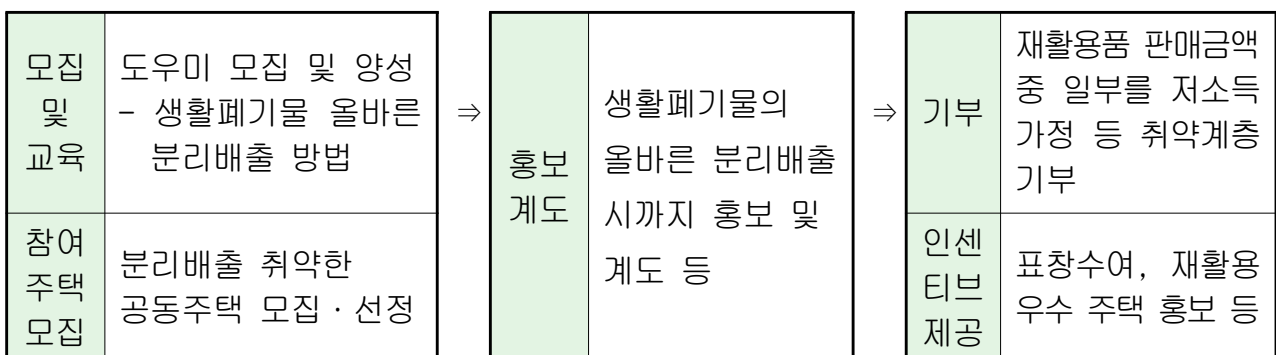 모집
및
교육
도우미 모집 및 양성
- 생활폐기물 올바른
분리배출 방법
참여
주택
모집
분리배출 취약한
공동주택 모집·선정
⇒
홍보
계도
생활폐기물의
올바른 분리배출
시까지 홍보 및
계도 등
⇒
기부
재활용품 판매금액
중 일부를 저소득
가정 등 취약계층
기부
인센
티브
제공
표창수여, 재활용
우수 주택 홍보 등